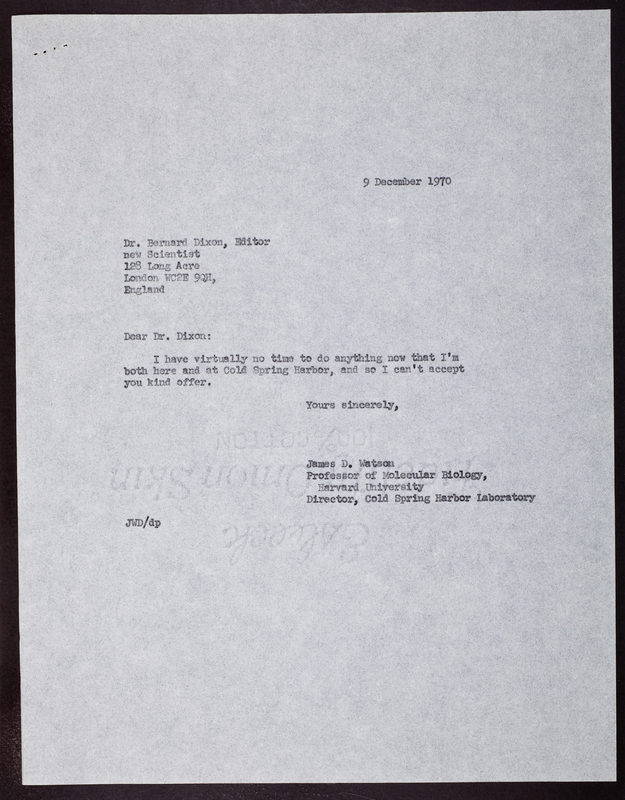 9 December 1970
Dr. Bernard Dixon, Editor
new Scientist
128 Long Acre
London WC2E 9QH,
England
Dear Dr. Dixon:
I have virtually no time to do anything now that I'm
both here and at Cold Spring Harbor, and so I can't accept
you kind offer.
Yours sincerely,
James D. Watson
Professor of Molecular Biology,
Harvard University
Director, Cold Spring Harbor Laboratory
JWD/dp
COTTON
Onion Skin